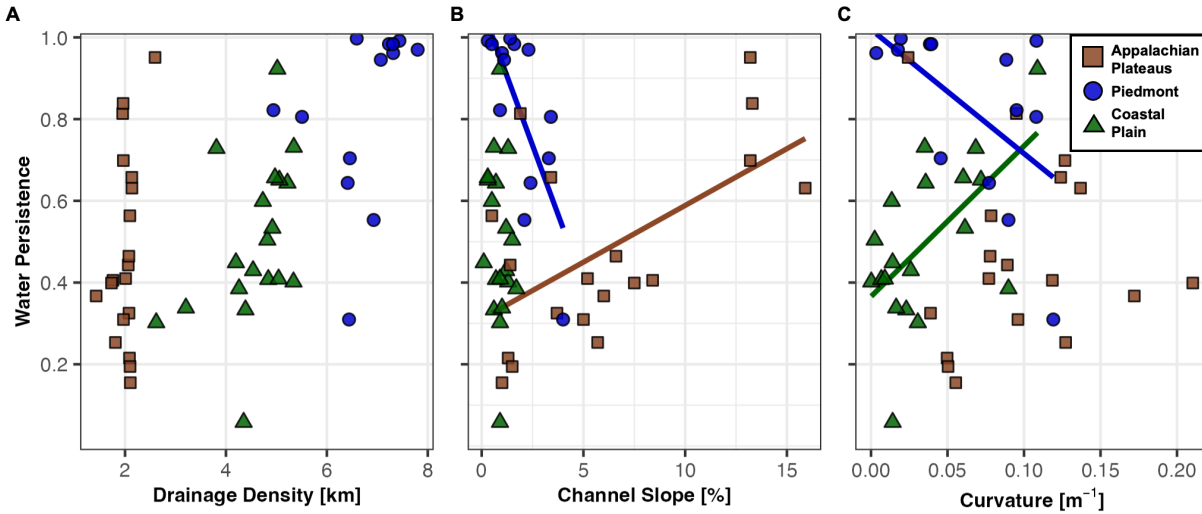 A
B
C
Water Persistence
1.0
0.8
0.6
0.4
0.2
2
4
6
8
Drainage Density [km]
0
5
10
15
Channel Slope [%]
0.00
0.05
0.10
0.15
0.20
Curvature [m⁻¹]
Appalachian
Plateaus
Piedmont
Coastal
Plain